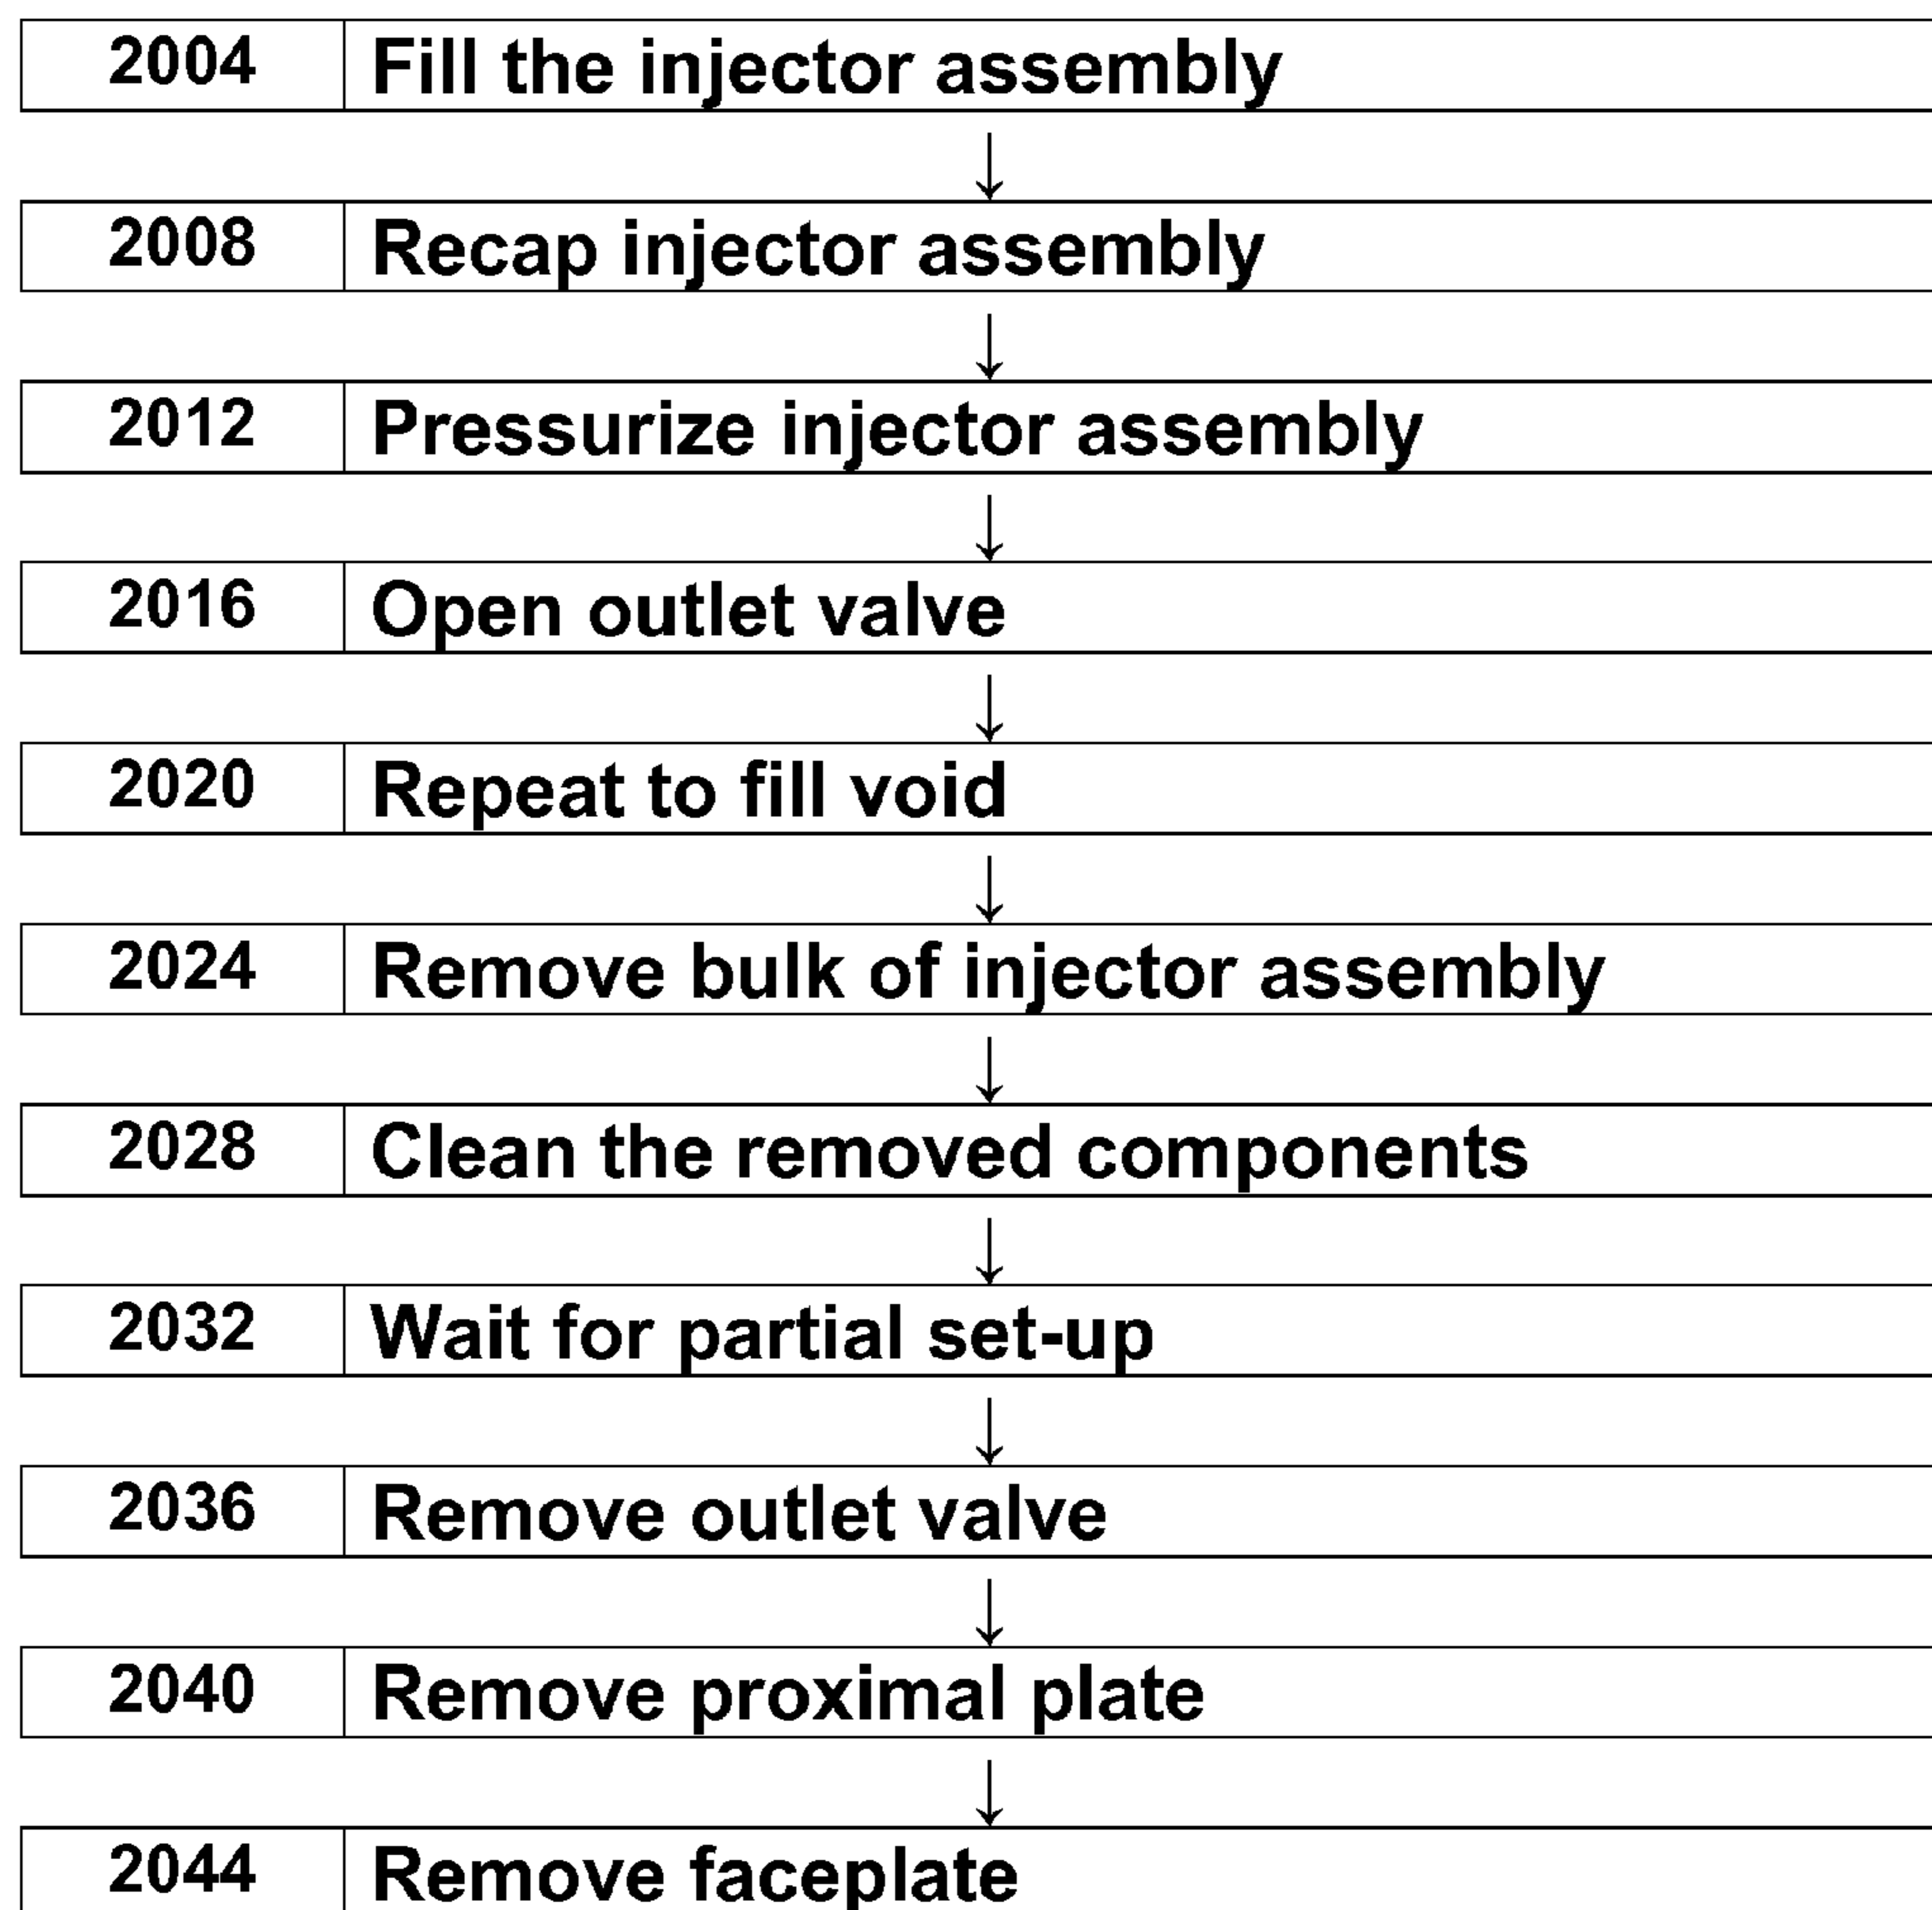 2004 Fill the injector assembly
2008 Recap injector assembly
2012 Pressurize injector assembly
2016 Open outlet valve
2020 Repeat to fill void
2024 Remove bulk of injector assembly
2028 Clean the removed components
2032 Wait for partial set-up
2036 Remove outlet valve
2040 Remove proximal plate
2044 Remove faceplate